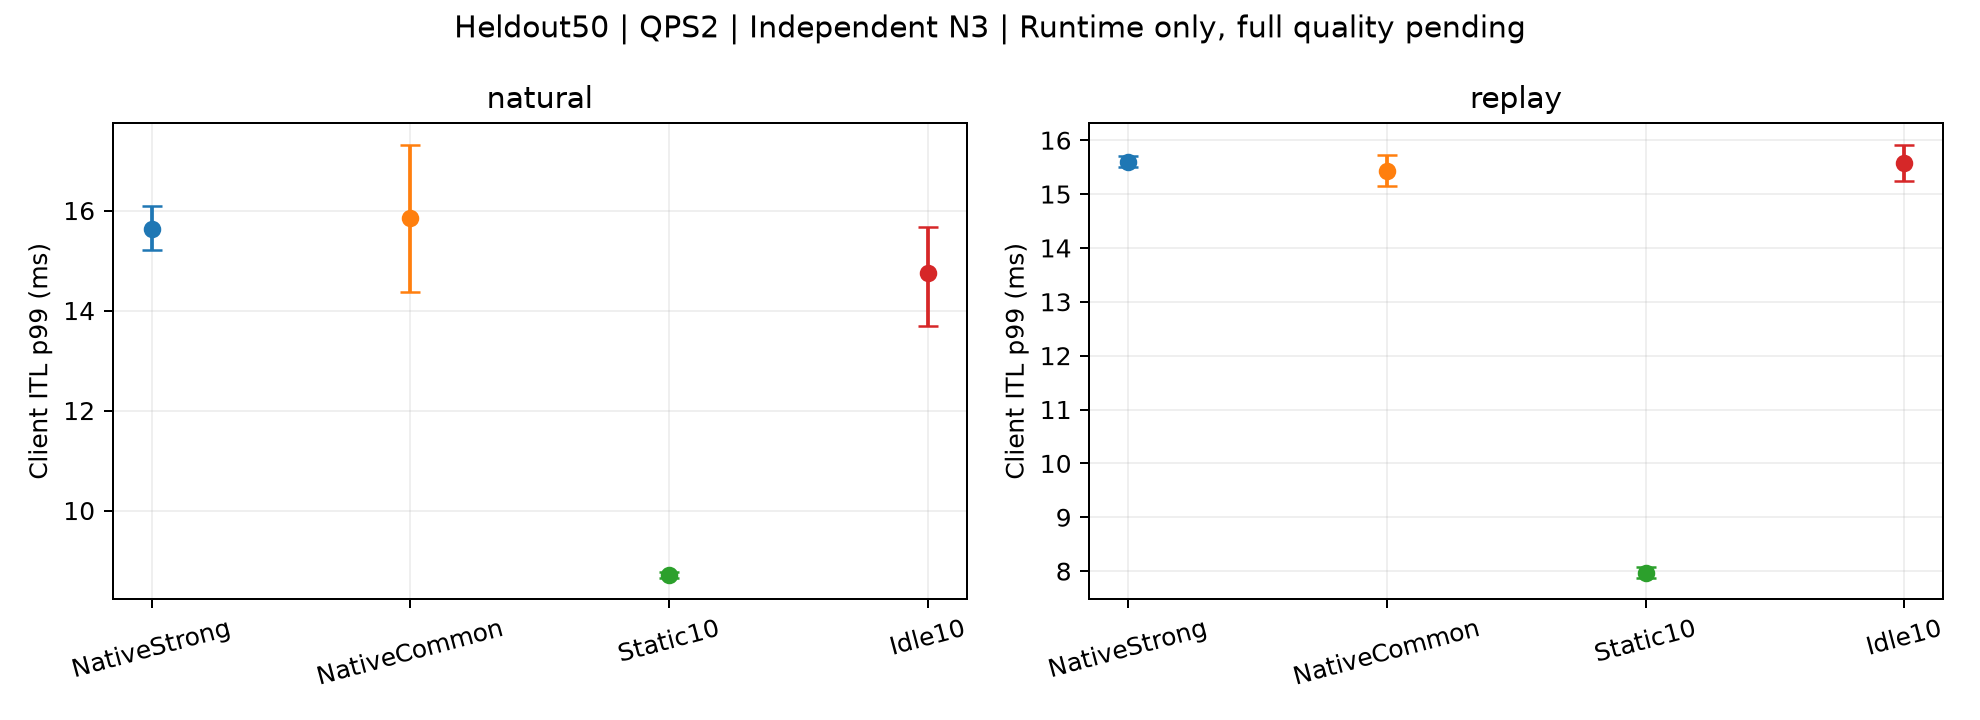 Heldout50 | QPS2 | Independent N3 | Runtime only, full quality pending
natural
Client ITL p99 (ms)
16
14
12
10
NativeStrong
NativeCommon
Static10
Idle10
replay
Client ITL p99 (ms)
16
15
14
13
12
11
10
9
8
NativeStrong
NativeCommon
Static10
Idle10